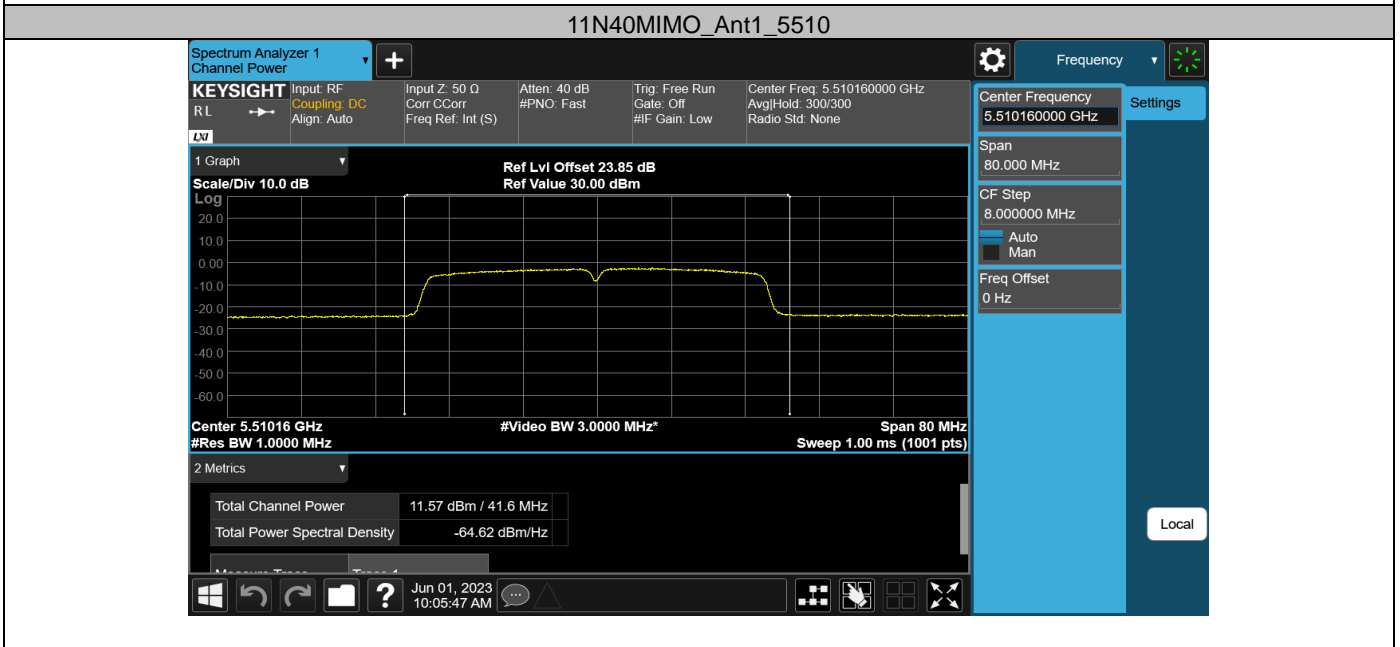 11N40MIMO_Ant1_5510
Spectrum Analyzer 1
Channel Power
Frequency
KEYSIGHT
Input: RF
Input Z: 50 Ω
Atten: 40 dB
Trig: Free Run
Center Freq: 5.510160000 GHz
RL
Coupling: DC
Corr CCorr
#PNO: Fast
Gate: Off
Avg|Hold: 300/300
Align: Auto
Freq Ref: Int (S)
#IF Gain: Low
Radio Std: None
LXI
Center Frequency
5.510160000 GHz
Settings
Span
80.000 MHz
CF Step
8.000000 MHz
Auto
Man
Freq Offset
0 Hz
1 Graph
Ref Lvl Offset 23.85 dB
Scale/Div 10.0 dB
Ref Value 30.00 dBm
Log
20.0
10.0
0.00
-10.0
-20.0
-30.0
-40.0
-50.0
-60.0
Center 5.51016 GHz
#Video BW 3.0000 MHz*
Span 80 MHz
#Res BW 1.0000 MHz
Sweep 1.00 ms (1001 pts)
2 Metrics
Total Channel Power 11.57 dBm / 41.6 MHz
Total Power Spectral Density -64.62 dBm/Hz
Local
Jun 01, 2023
10:05:47 AM